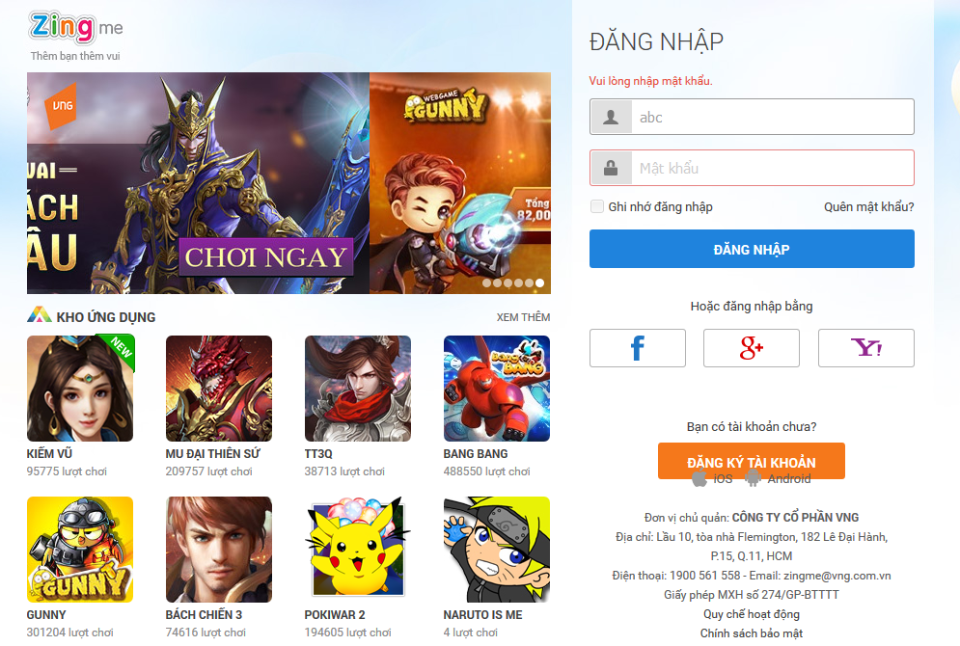 Zing me
Thêm bạn thêm vui
VNG
ÂU
CHƠI NGAY
WEBGAME
GUNNY
Tổng
82,00
KHO ỨNG DỤNG
XEM THÊM
NEW
BANG BANG
KIẾM VŨ
95775 lượt chơi
MU ĐẠI THIÊN SỨ
209757 lượt chơi
TT3Q
38713 lượt chơi
BANG BANG
488550 lượt chơi
GUNNY
GUNNY
301204 lượt chơi
BÁCH CHIẾN 3
74616 lượt chơi
POKIWAR 2
194605 lượt chơi
NARUTO IS ME
4 lượt chơi
ĐĂNG NHẬP
Vui lòng nhập mật khẩu.
abc
Mật khẩu
Ghi nhớ đăng nhập
Quên mật khẩu?
ĐĂNG NHẬP
Hoặc đăng nhập bằng
f
g+
Y!
Bạn có tài khoản chưa?
ĐĂNG KÝ TÀI KHOẢN
iOS Android
Đơn vị chủ quản: CÔNG TY CỔ PHẦN VNG
Địa chỉ: Lầu 10, tòa nhà Flemington, 182 Lê Đại Hành,
P.15, Q.11, HCM
Điện thoại: 1900 561 558 - Email: zingme@vng.com.vn
Giấy phép MXH số 274/GP-BTTTT
Quy chế hoạt động
Chính sách bảo mật